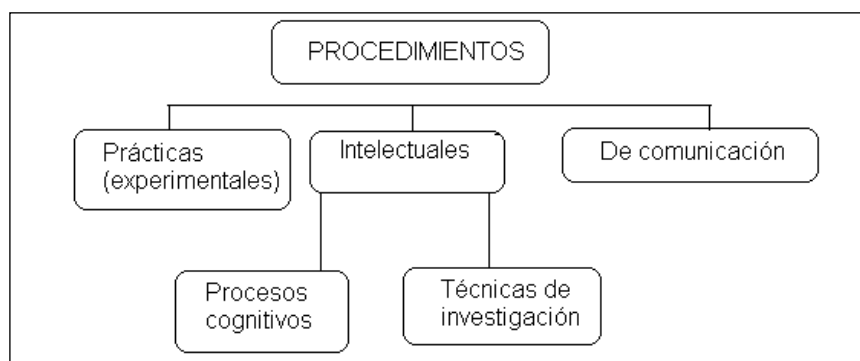 PROCEDIMIENTOS
Prácticas
(experimentales)
Intelectuales
De comunicación
Procesos
cognitivos
Técnicas de
investigación